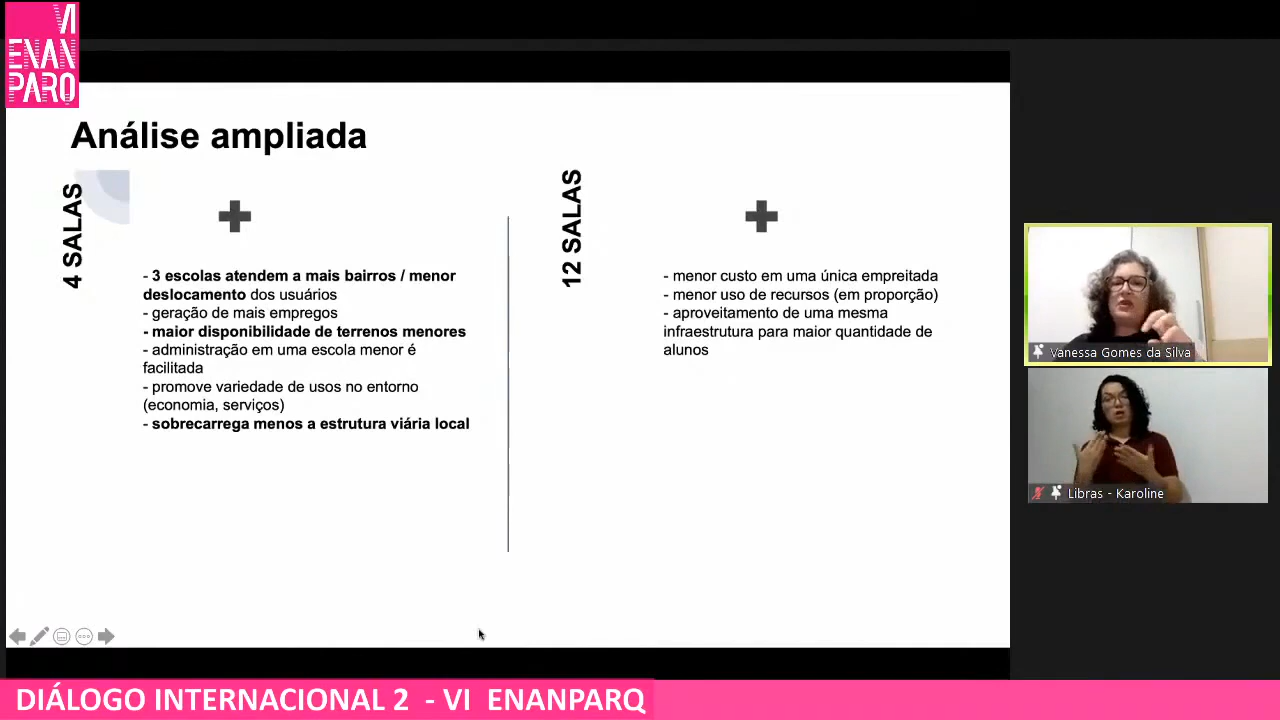 VI
ENAN
PARQ
Análise ampliada
4 SALAS
- 3 escolas atendem a mais bairros / menor
deslocamento dos usuários
- geração de mais empregos
- maior disponibilidade de terrenos menores
- administração em uma escola menor é
facilitada
- promove variedade de usos no entorno
(economia, serviços)
- sobrecarrega menos a estrutura viária local
12 SALAS
- menor custo em uma única empreitada
- menor uso de recursos (em proporção)
- aproveitamento de uma mesma
infraestrutura para maior quantidade de
alunos
Vanessa Gomes da Silva
Libras - Karoline
DIÁLOGO INTERNACIONAL 2 - VI ENANPARQ